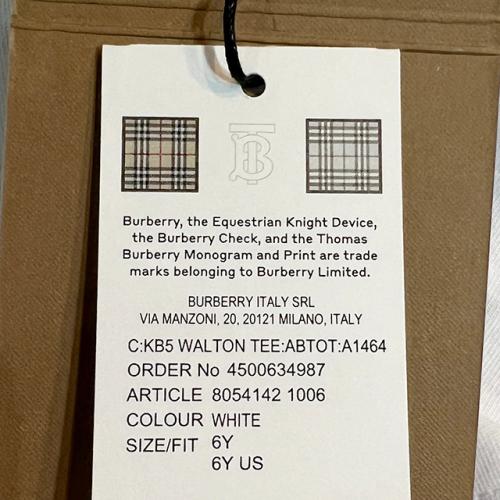 Burberry, the Equestrian Knight Device,
the Burberry Check, and the Thomas
Burberry Monogram and Print are trade
marks belonging to Burberry Limited.
BURBERRY ITALY SRL
VIA MANZONI, 20, 20121 MILANO, ITALY
C:KB5 WALTON TEE:ABTOT:A1464
ORDER No 4500634987
ARTICLE 8054142 1006
COLOUR WHITE
SIZE/FIT 6Y
6Y US